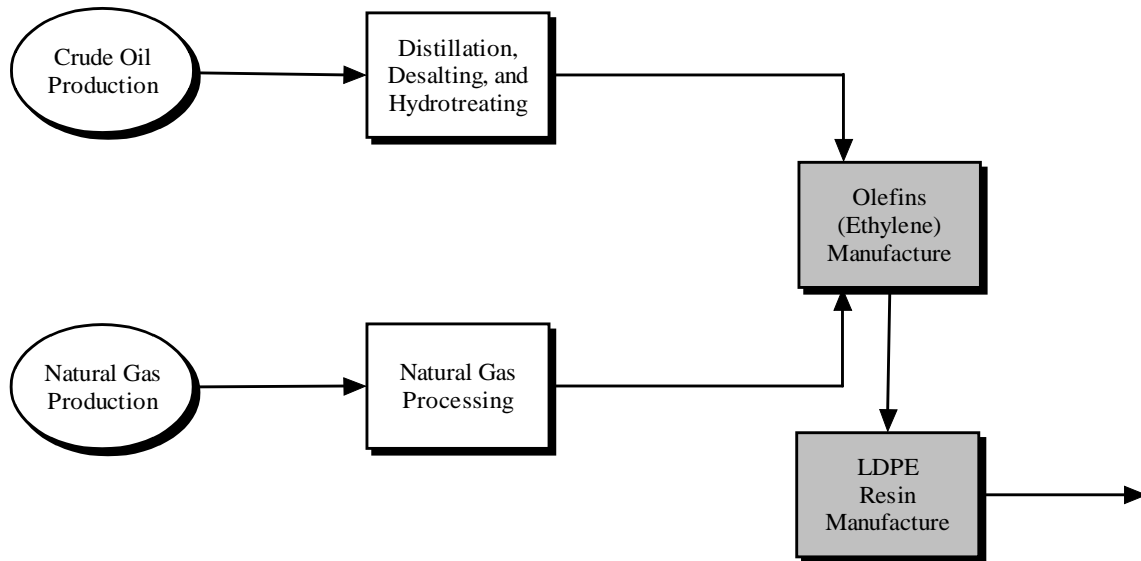 Crude Oil
Production
Distillation,
Desalting, and
Hydrotreating
Olefins
(Ethylene)
Manufacture
Natural Gas
Production
Natural Gas
Processing
LDPE
Resin
Manufacture